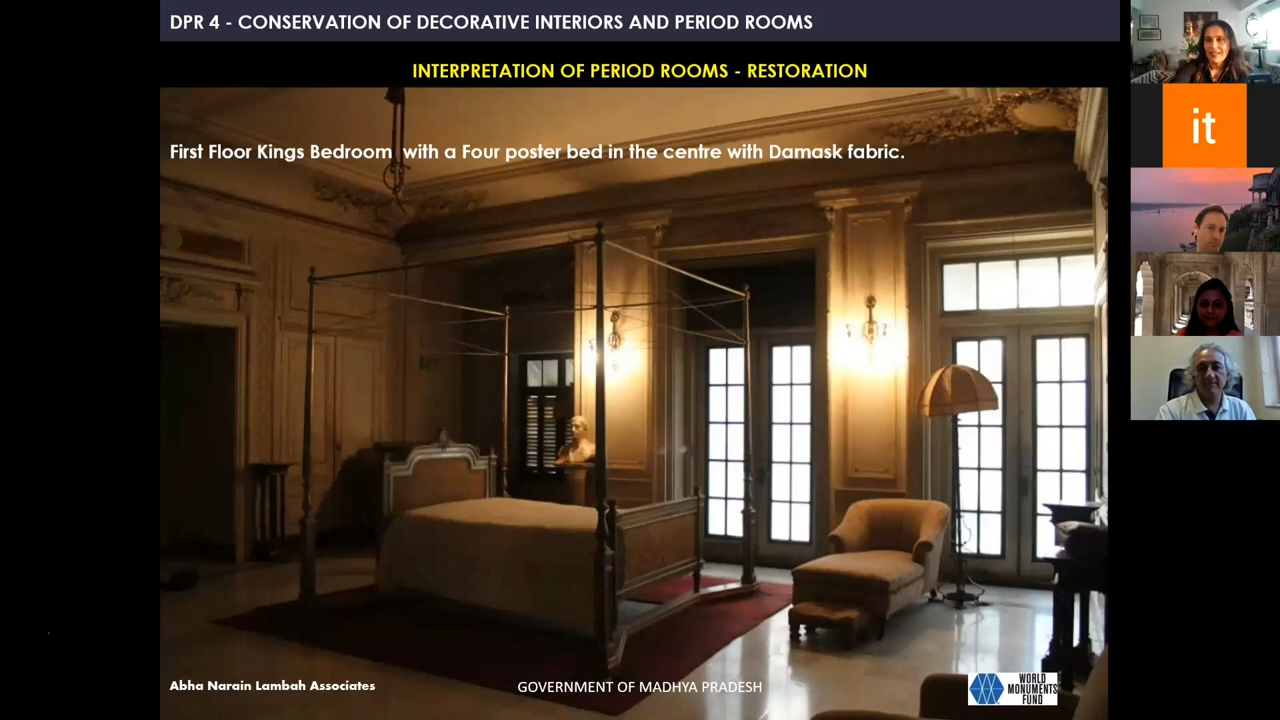 DPR 4 - CONSERVATION OF DECORATIVE INTERIORS AND PERIOD ROOMS
INTERPRETATION OF PERIOD ROOMS - RESTORATION
First Floor Kings Bedroom with a Four poster bed in the centre with Damask fabric.
it
Abha Narain Lambah Associates
GOVERNMENT OF MADHYA PRADESH
WORLD
MONUMENTS
FUND